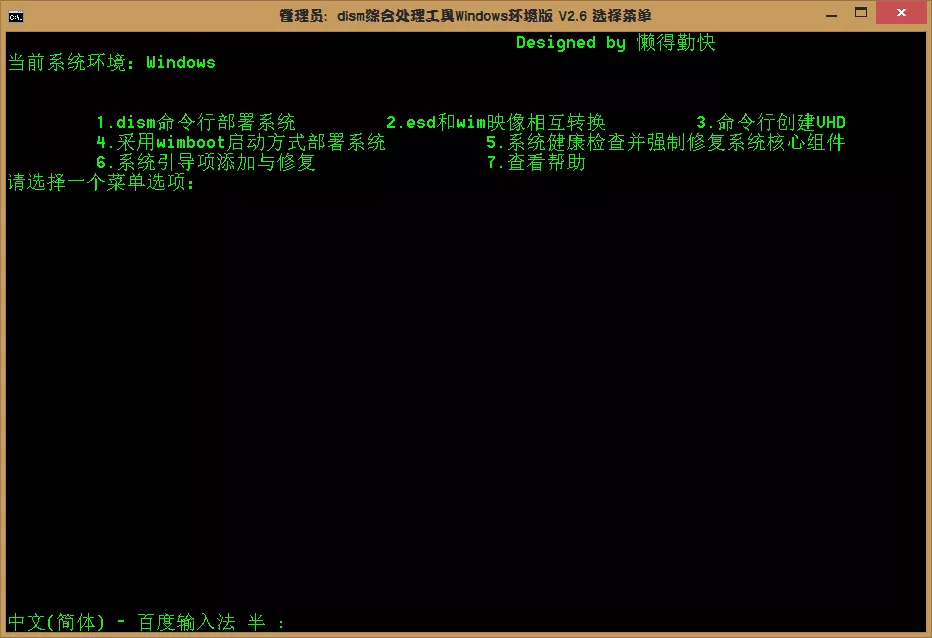 管理员: dism综合处理工具Windows环境版 V2.6 选择菜单
Designed by 懒得勤快
当前系统环境: Windows
1.dism命令行部署系统 2.esd和wim映像相互转换 3.命令行创建VHD
4.采用wimboot启动方式部署系统 5.系统健康检查并强制修复系统核心组件
6.系统引导项添加与修复 7.查看帮助
请选择一个菜单选项:
中文(简体) - 百度输入法 半 :